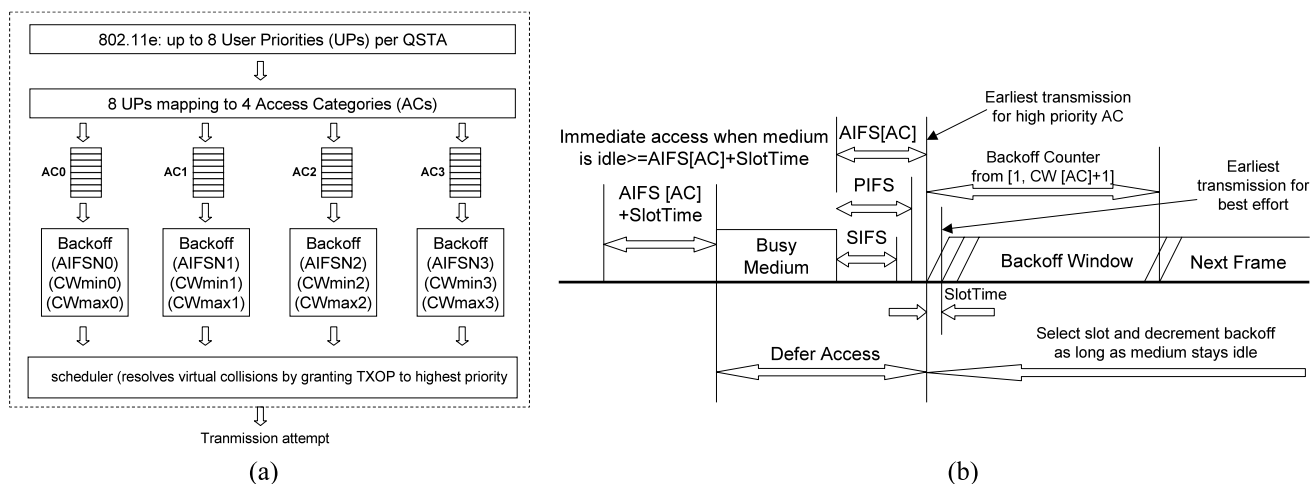 802.11e: up to 8 User Priorities (UPs) per QSTA
8 UPs mapping to 4 Access Categories (ACs)
AC0
AC1
AC2
AC3
Backoff
(AIFSN0)
(CWmin0)
(CWmax0)
Backoff
(AIFSN1)
(CWmin1)
(CWmax1)
Backoff
(AIFSN2)
(CWmin2)
(CWmax2)
Backoff
(AIFSN3)
(CWmin3)
(CWmax3)
scheduler (resolves virtual collisions by granting TXOP to highest priority
Tranmission attempt
(a)
Earliest transmission
for high priority AC
Immediate access when medium
is idle>=AIFS[AC]+SlotTime
AIFS[AC]
AIFS [AC]
+SlotTime
PIFS
SIFS
Busy
Medium
Backoff Counter
from [1, CW [AC]+1]
Earliest
transmission for
best effort
Backoff Window
Next Frame
SlotTime
Defer Access
Select slot and decrement backoff
as long as medium stays idle
(b)